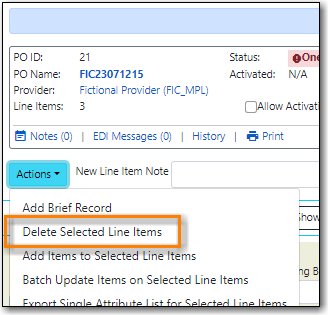 PO ID: 21 Status: One
PO Name: FIC23071215 Activated: N/A
Provider: Fictional Provider (FIC_MPL)
Line Items: 3 Allow Activati
Notes (0) | EDI Messages (0) | History | Print
Actions New Line Item Note
Add Brief Record
Delete Selected Line Items
Show
Add Items to Selected Line Items
Batch Update Items on Selected Line Items
ng B
Export Single Attribute List for Selected Line Items